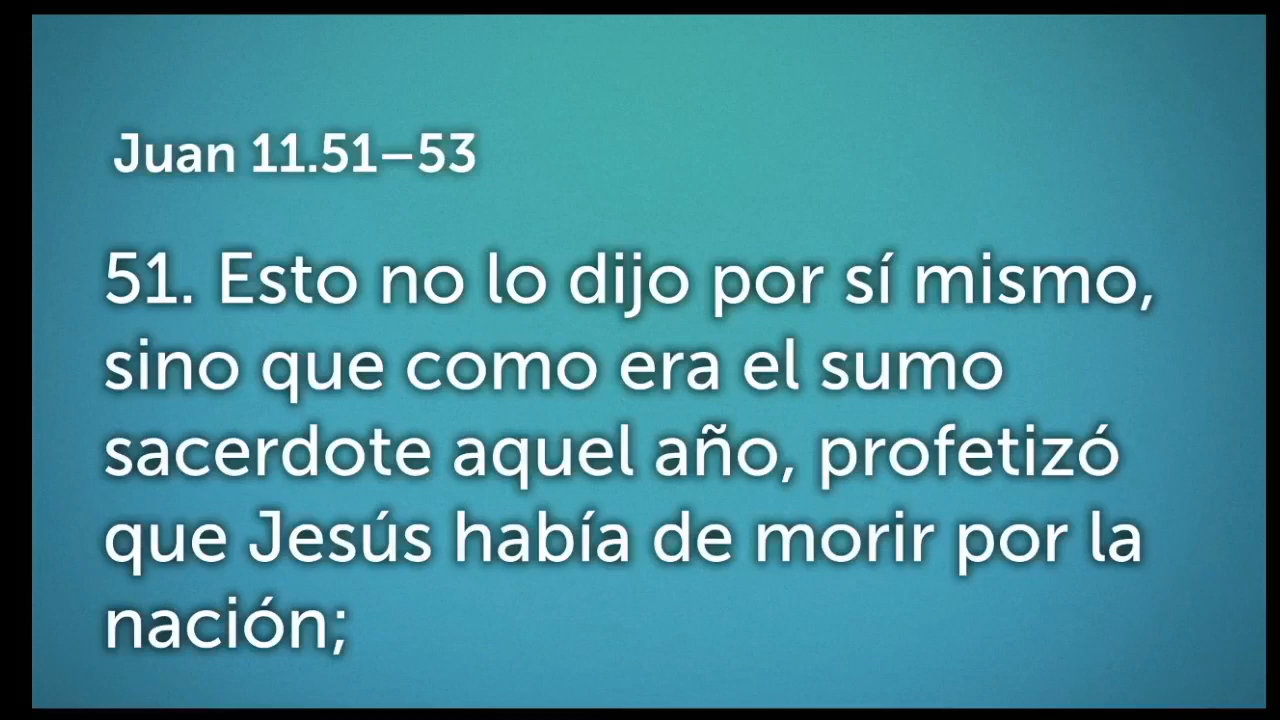 Juan 11.51–53
51. Esto no lo dijo por sí mismo,
sino que como era el sumo
sacerdote aquel año, profetizó
que Jesús había de morir por la
nación;